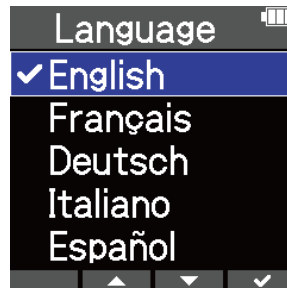 Language
English
Français
Deutsch
Italiano
Español